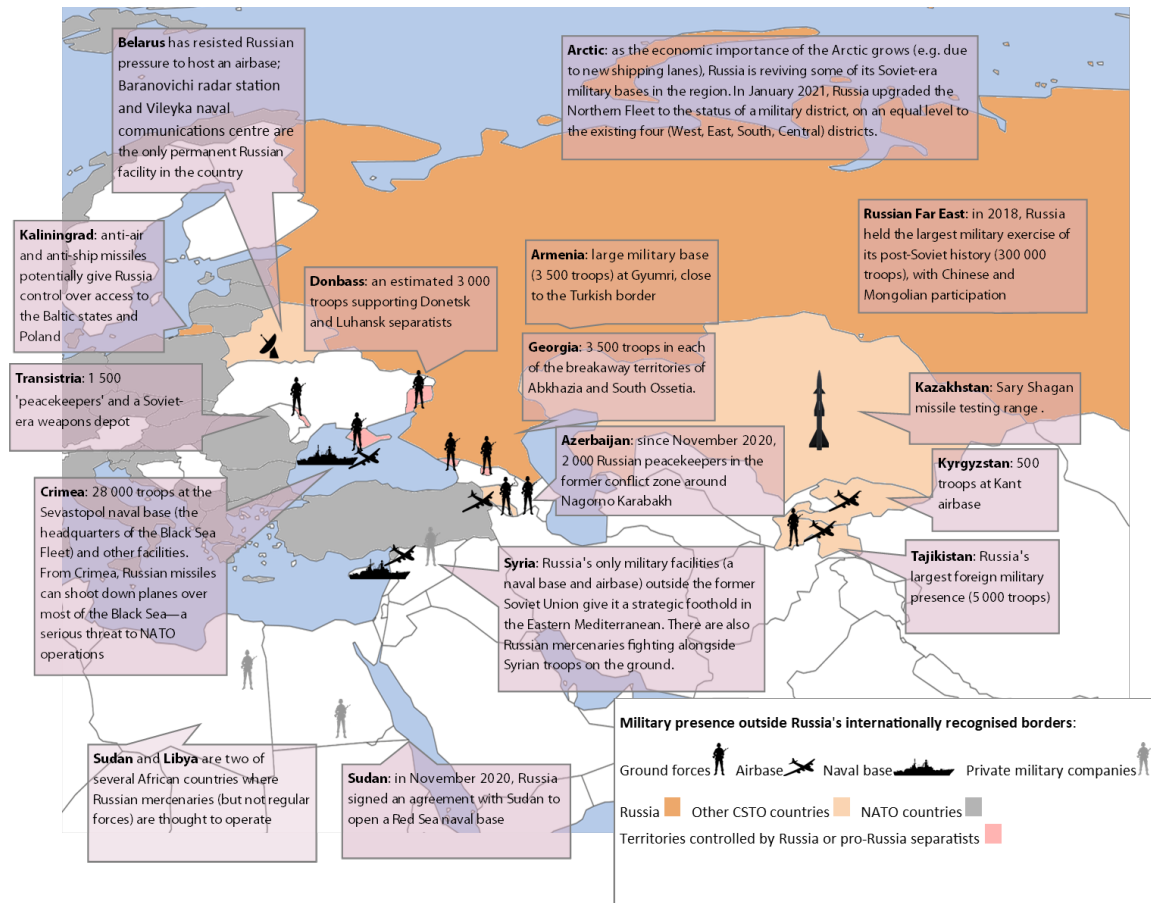 Belarus has resisted Russian
pressure to host an airbase;
Baranovichi radar station
and Vileyka naval
communications centre are
the only permanent Russian
facility in the country
Arctic: as the economic importance of the Arctic grows (e.g. due
to new shipping lanes), Russia is reviving some of its Soviet-era
military bases in the region. In January 2021, Russia upgraded the
Northern Fleet to the status of a military district, on an equal level to
the existing four (West, East, South, Central) districts.
Kaliningrad: anti-air
and anti-ship missiles
potentially give Russia
control over access to
the Baltic states and
Poland
Donbass: an estimated 3 000
troops supporting Donetsk
and Luhansk separatists
Armenia: large military base
(3 500 troops) at Gyumri, close
to the Turkish border
Russian Far East: in 2018, Russia
held the largest military exercise of
its post-Soviet history (300 000
troops), with Chinese and
Mongolian participation
Georgia: 3 500 troops in each
of the breakaway territories of
Abkhazia and South Ossetia.
Transistria: 1 500
'peacekeepers' and a Soviet-
era weapons depot
Kazakhstan: Sary Shagan
missile testing range .
Azerbaijan: since November 2020,
2 000 Russian peacekeepers in the
former conflict zone around
Nagorno Karabakh
Kyrgyzstan: 500
troops at Kant
airbase
Crimea: 28 000 troops at the
Sevastopol naval base (the
headquarters of the Black Sea
Fleet) and other facilities.
From Crimea, Russian missiles
can shoot down planes over
most of the Black Sea—a
serious threat to NATO
operations
Syria: Russia's only military facilities (a
naval base and airbase) outside the former
Soviet Union give it a strategic foothold in
the Eastern Mediterranean. There are also
Russian mercenaries fighting alongside
Syrian troops on the ground.
Tajikistan: Russia's
largest foreign military
presence (5 000 troops)
Sudan and Libya are two of
several African countries where
Russian mercenaries (but not regular
forces) are thought to operate
Sudan: in November 2020, Russia
signed an agreement with Sudan to
open a Red Sea naval base
Military presence outside Russia's internationally recognised borders:
Ground forces Airbase Naval base Private military companies
Russia Other CSTO countries NATO countries
Territories controlled by Russia or pro-Russia separatists